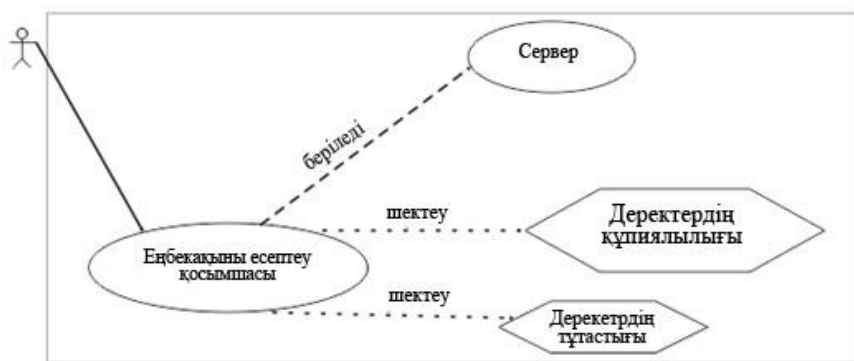 Сервер
беріледі
шектеу
Деректердің
құпиялылығы
Еңбекақыны есептеу
қосымшасы
шектеу
Дерекетрдің
тұтастығы